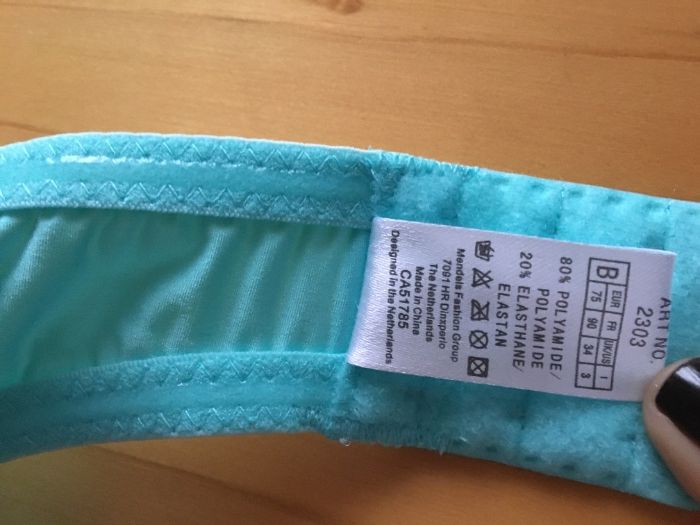 ART NO.
2303
B EUR FR UK/US I
75 90 34 3
80% POLYAMIDE/
POLYAMIDE
20% ELASTHANE/
ELASTAN
Mendels Fashion Group
7091 HR Dinxperlo
The Netherlands
Made in China
CA51785
Designed in the Netherlands